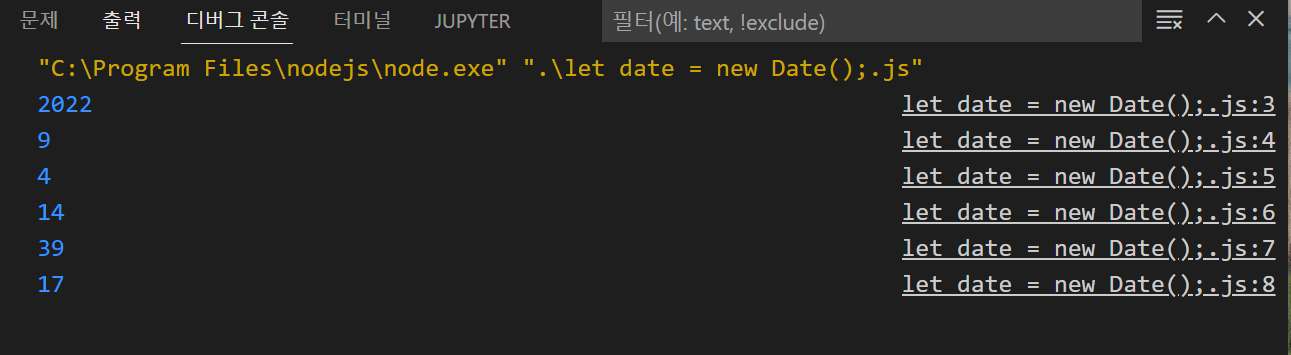 문제 출력 디버그 콘솔 터미널 JUPYTER 필터(예: text, !exclude)
"C:\Program Files\nodejs\node.exe" ".\let date = new Date();.js"
2022 let date = new Date();.js:3
9 let date = new Date();.js:4
4 let date = new Date();.js:5
14 let date = new Date();.js:6
39 let date = new Date();.js:7
17 let date = new Date();.js:8